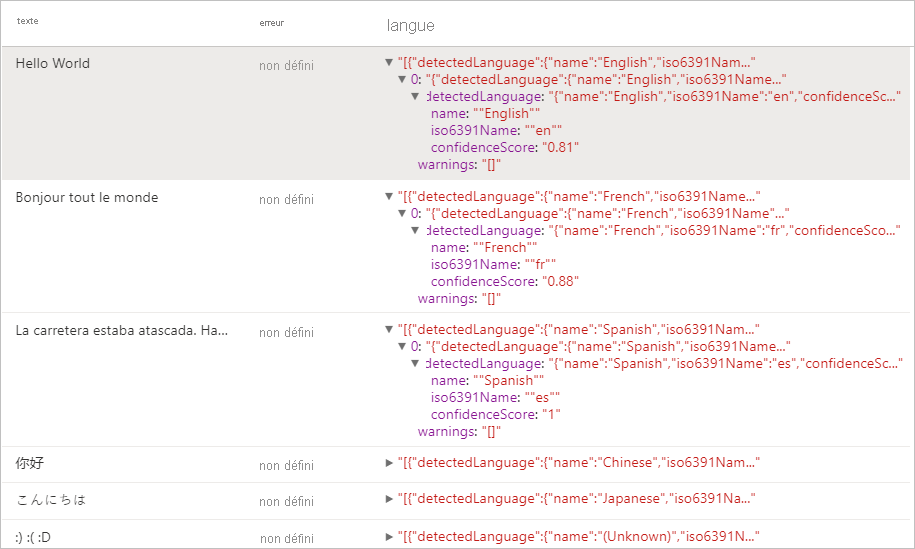 texte erreur langue
Hello World non défini "[{"detectedLanguage":{"name":"English","iso6391Nam..."
0: "{"detectedLanguage":{"name":"English","iso6391Name..."
detectedLanguage: "{"name":"English","iso6391Name":"en","confidenceSc..."
name: ""English""
iso6391Name: ""en""
confidenceScore: "0.81"
warnings: "[]"
Bonjour tout le monde non défini "[{"detectedLanguage":{"name":"French","iso6391Name..."
0: "{"detectedLanguage":{"name":"French","iso6391Name"..."
detectedLanguage: "{"name":"French","iso6391Name":"fr","confidenceSco..."
name: ""French""
iso6391Name: ""fr""
confidenceScore: "0.88"
warnings: "[]"
La carretera estaba atascada. Ha... non défini "[{"detectedLanguage":{"name":"Spanish","iso6391Nam..."
0: "{"detectedLanguage":{"name":"Spanish","iso6391Name..."
detectedLanguage: "{"name":"Spanish","iso6391Name":"es","confidenceSc..."
name: ""Spanish""
iso6391Name: ""es""
confidenceScore: "1"
warnings: "[]"
你好 non défini "[{"detectedLanguage":{"name":"Chinese","iso6391Nam..."
こんにちは non défini "[{"detectedLanguage":{"name":"Japanese","iso6391Na..."
:) :( :D non défini "[{"detectedLanguage":{"name":"(Unknown)","iso6391N..."